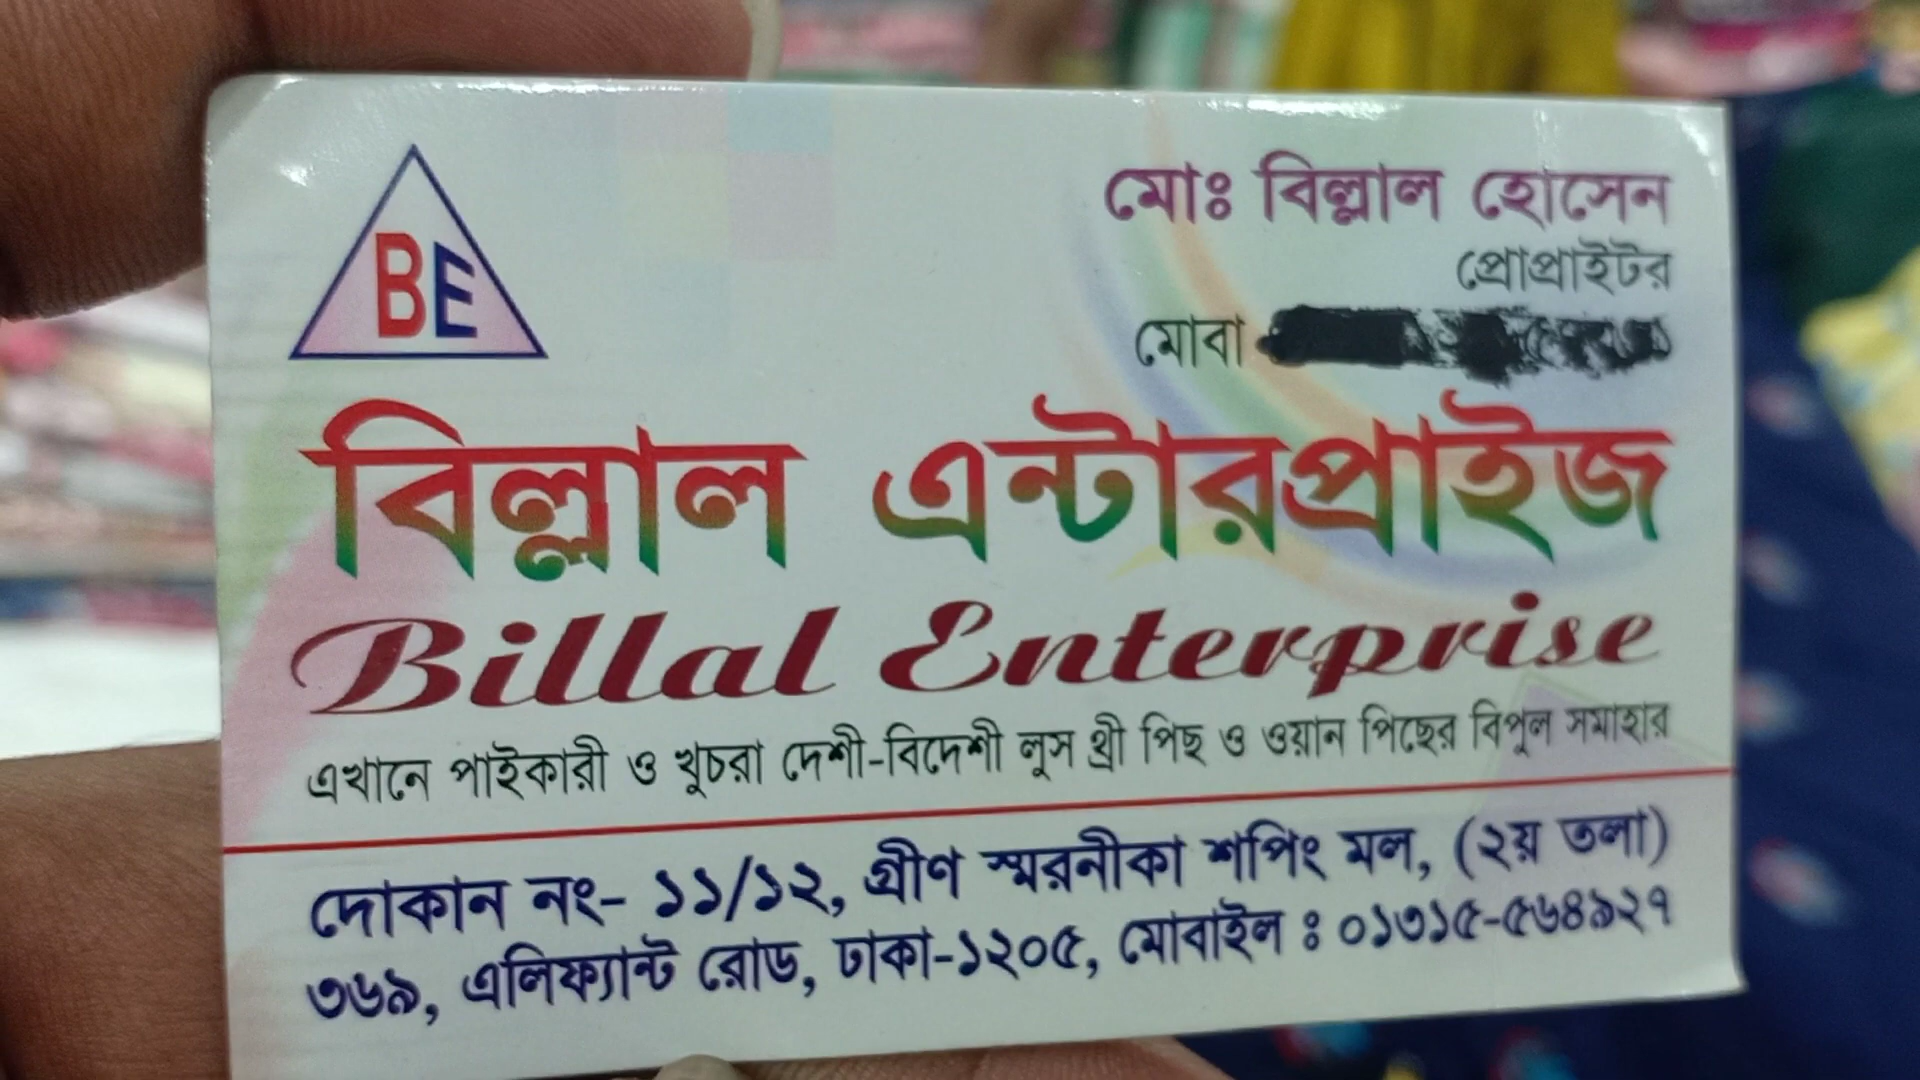 BE
মোঃ বিল্লাল হোসেন
প্রোপ্রাইটর
মোবা
বিল্লাল এন্টারপ্রাইজ
Billal Enterprise
এখানে পাইকারী ও খুচরা দেশী-বিদেশী লুস থ্রী পিছ ও ওয়ান পিছের বিপুল সমাহার
দোকান নং- ১১/১২, গ্রীণ স্মরনীকা শপিং মল, (২য় তলা)
৩৬৯, এলিফ্যান্ট রোড, ঢাকা-১২০৫, মোবাইল : ০১৩১৫-৫৬৪৯২৭